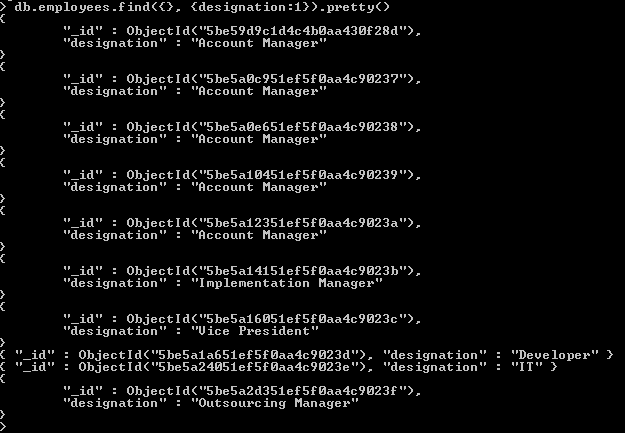 > db.employees.find({}, {designation:1}).pretty()
{
        "_id" : ObjectId("5be59d9c1d4c4b0aa430f28d"),
        "designation" : "Account Manager"
}
{
        "_id" : ObjectId("5be5a0c951ef5f0aa4c90237"),
        "designation" : "Account Manager"
}
{
        "_id" : ObjectId("5be5a0e651ef5f0aa4c90238"),
        "designation" : "Account Manager"
}
{
        "_id" : ObjectId("5be5a10451ef5f0aa4c90239"),
        "designation" : "Account Manager"
}
{
        "_id" : ObjectId("5be5a12351ef5f0aa4c9023a"),
        "designation" : "Account Manager"
}
{
        "_id" : ObjectId("5be5a14151ef5f0aa4c9023b"),
        "designation" : "Implementation Manager"
}
{
        "_id" : ObjectId("5be5a16051ef5f0aa4c9023c"),
        "designation" : "Vice President"
}
{ "_id" : ObjectId("5be5a1a651ef5f0aa4c9023d"), "designation" : "Developer" }
{ "_id" : ObjectId("5be5a24051ef5f0aa4c9023e"), "designation" : "IT" }
{
        "_id" : ObjectId("5be5a2d351ef5f0aa4c9023f"),
        "designation" : "Outsourcing Manager"
}
>